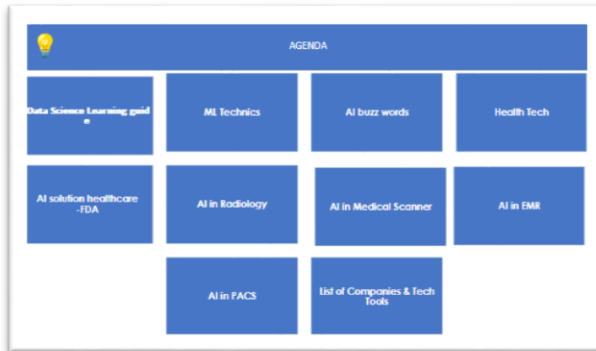 AGENDA
Data Science Learning guid
e
ML Technics
AI buzz words
Health Tech
AI solution healthcare
-FDA
AI in Radiology
AI in Medical Scanner
AI in EMR
AI in PACS
List of Companies & Tech
Tools